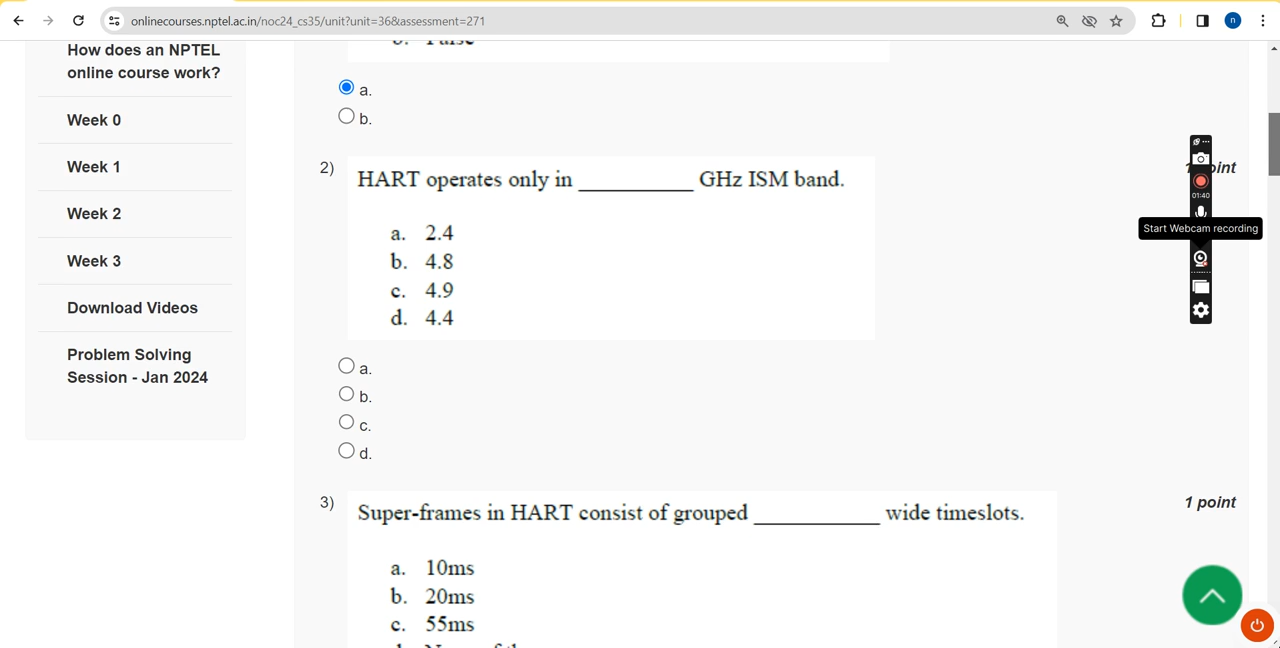 onlinecourses.nptel.ac.in/noc24_cs35/unit?unit=36&assessment=271
n
How does an NPTEL
online course work?
Week 0
Week 1
Week 2
Week 3
Download Videos
Problem Solving
Session - Jan 2024
a.
b.
2)
HART operates only in __________ GHz ISM band.
a. 2.4
b. 4.8
c. 4.9
d. 4.4
a.
b.
c.
d.
01:40
Start Webcam recording
3)
1 point
Super-frames in HART consist of grouped ___________ wide timeslots.
a. 10ms
b. 20ms
c. 55ms